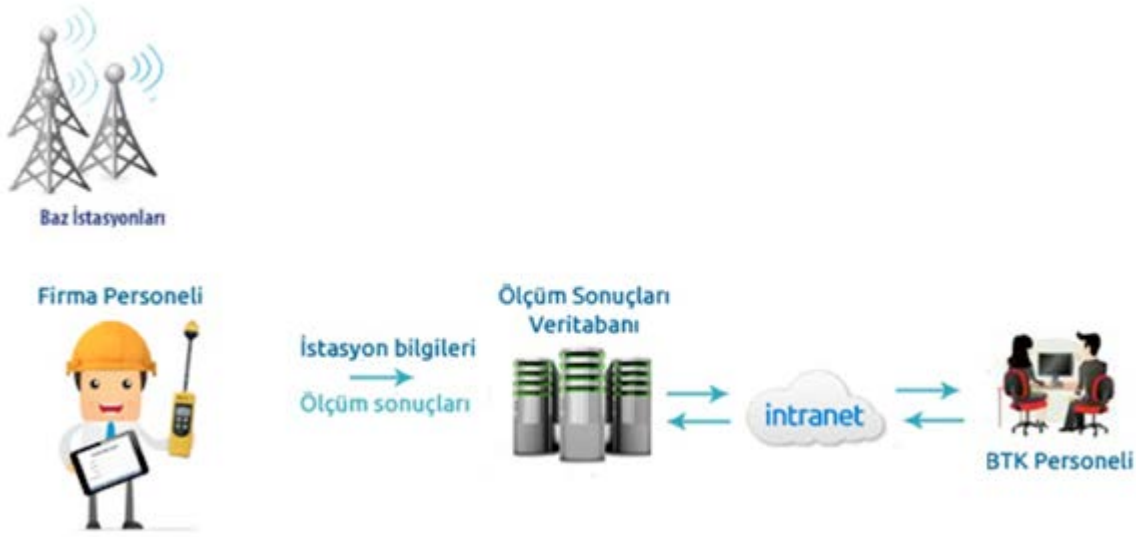 Baz İstasyonları
Firma Personeli
İstasyon bilgileri
Ölçüm sonuçları
Ölçüm Sonuçları
Veritabanı
intranet
BTK Personeli